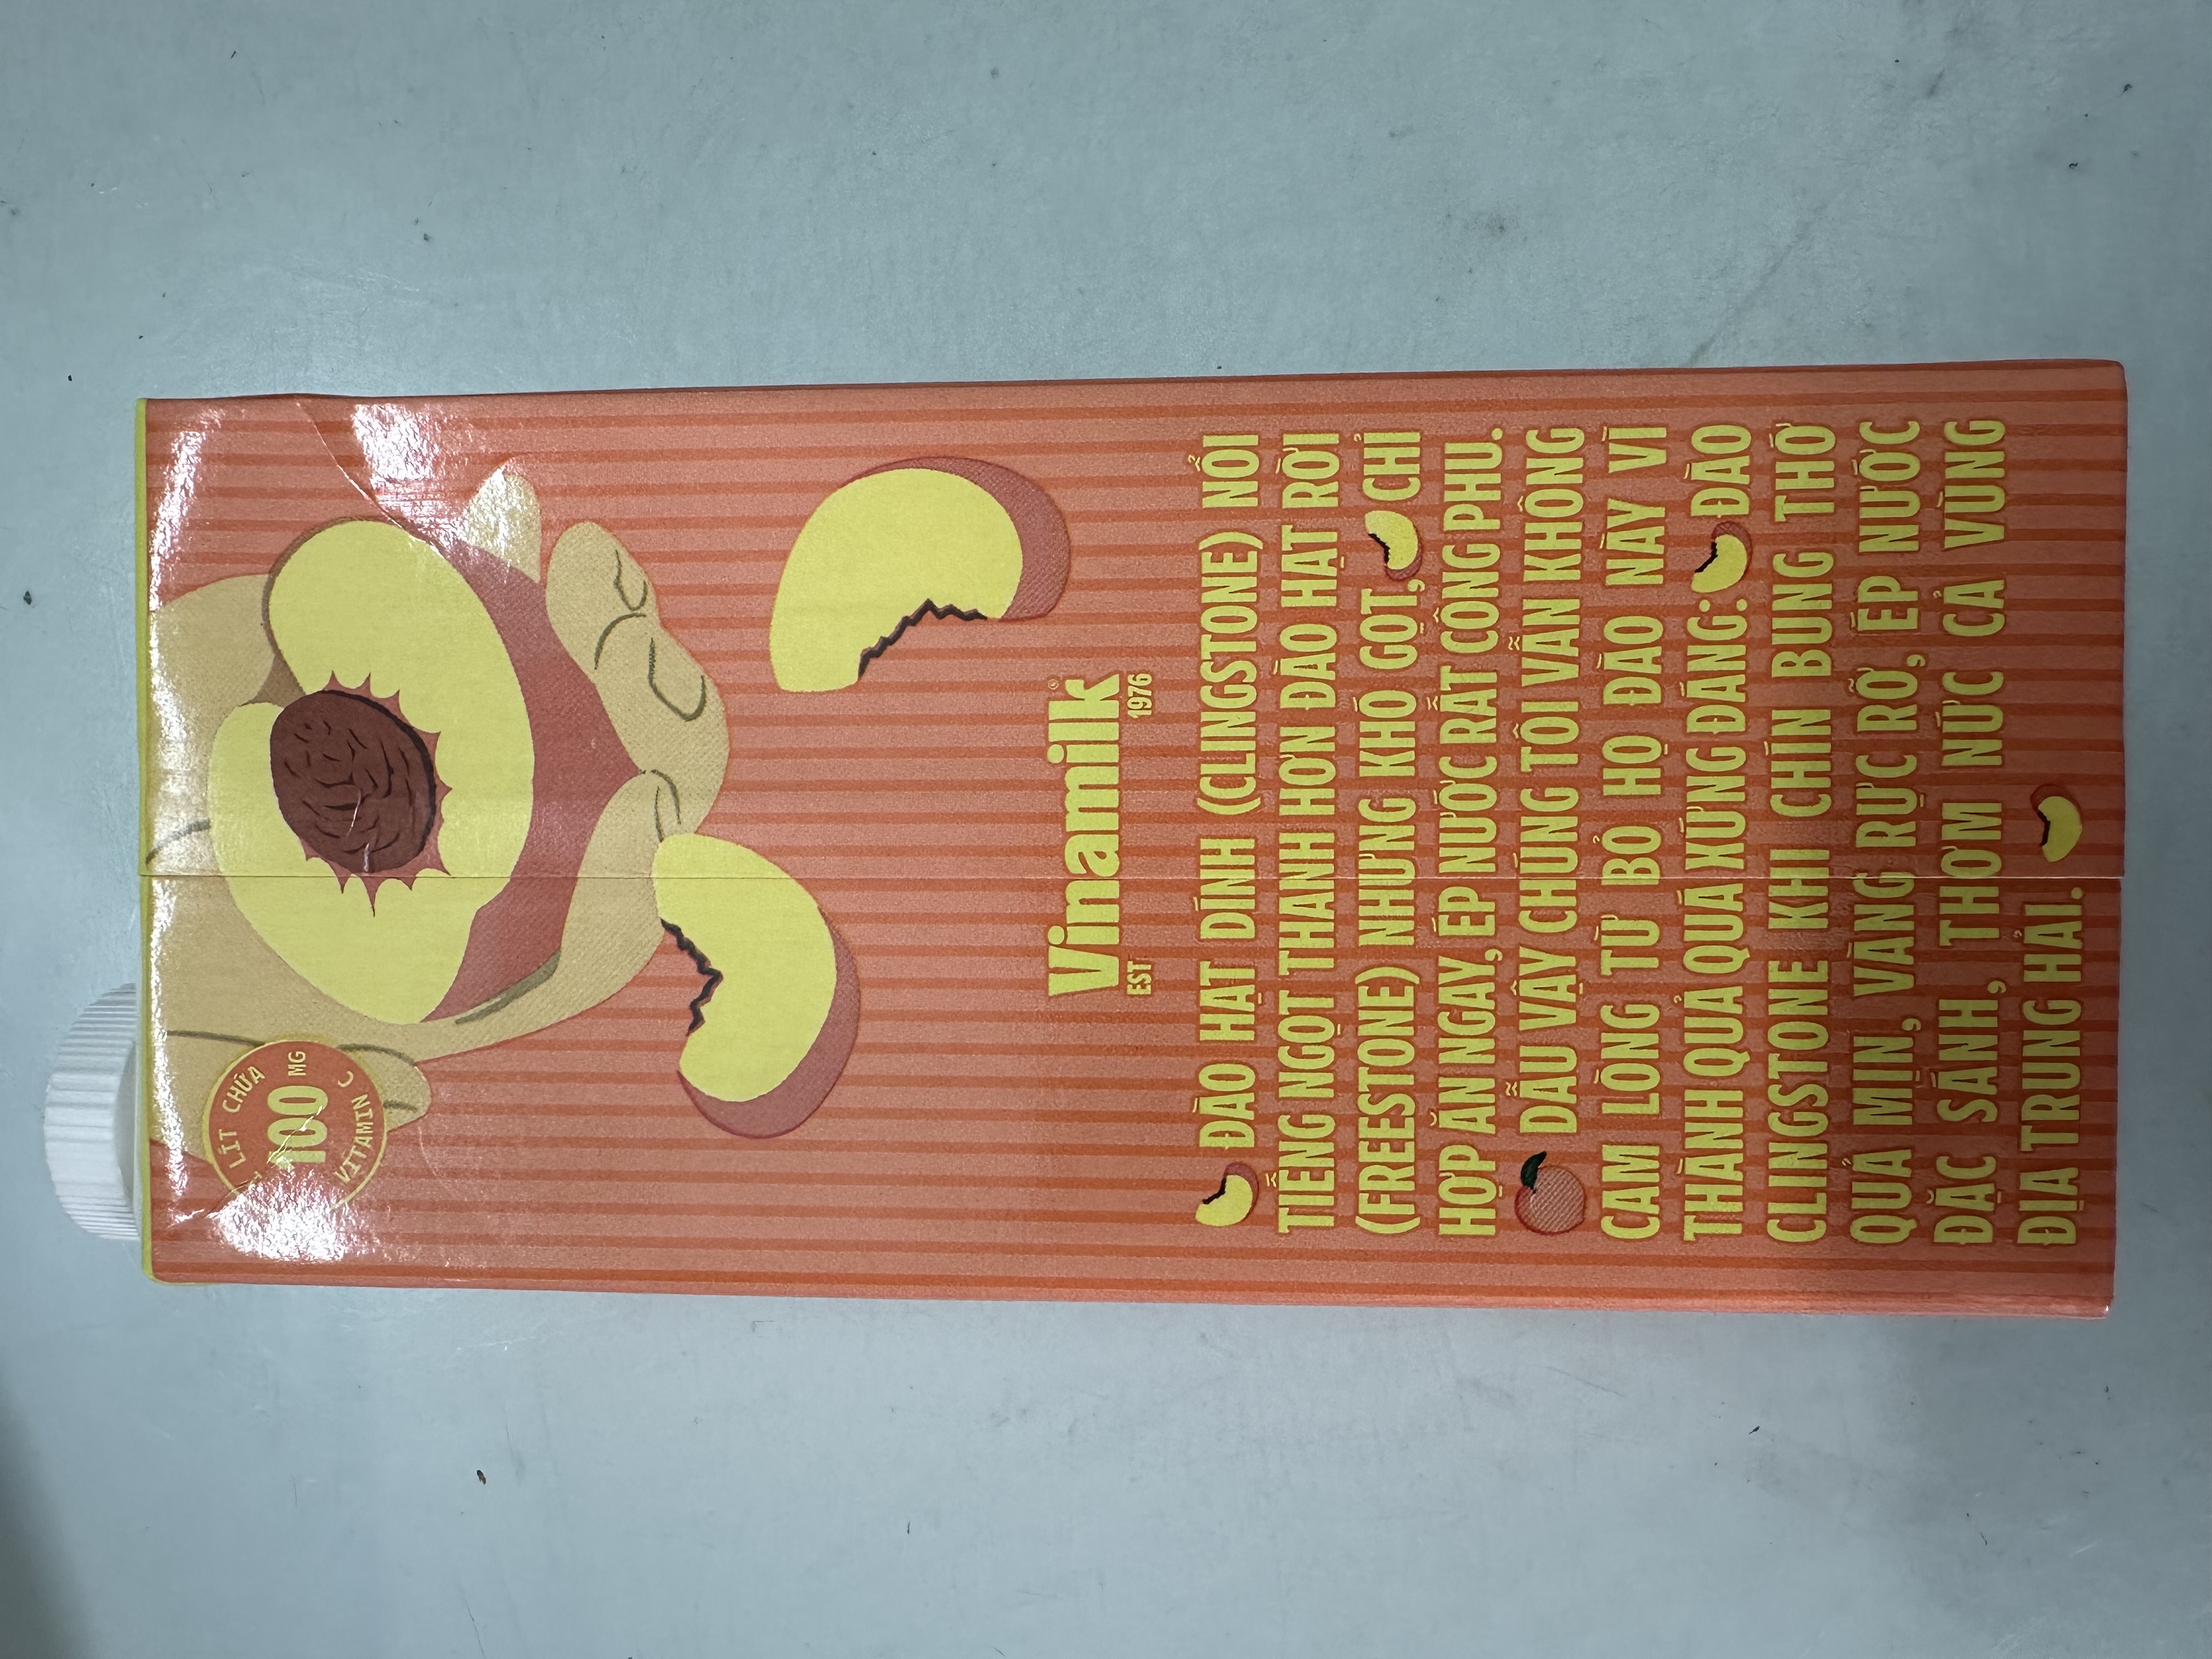 1 LÍT CHỨA
100 MG
VITAMIN C
Vinamilk
EST 1976
ĐÀO HẠT DÍNH (CLINGSTONE) NỔI
TIẾNG NGỌT THANH HƠN ĐÀO HẠT RỜI
(FREESTONE) NHƯNG KHÓ GỌT, CHỈ
HỢP ĂN NGAY, ÉP NƯỚC RẤT CÔNG PHU.
DẪU VẬY CHÚNG TÔI VẪN KHÔNG
CAM LÒNG TỪ BỎ HỌ ĐÀO NÀY VÌ
THÀNH QUẢ QUÁ XỨNG ĐÁNG: ĐÀO
CLINGSTONE KHI CHÍN BUNG THỚ
QUẢ MỊN, VÀNG RỰC RỠ, ÉP NƯỚC
ĐẶC SÁNH, THƠM NỨC CẢ VÙNG
ĐỊA TRUNG HẢI.